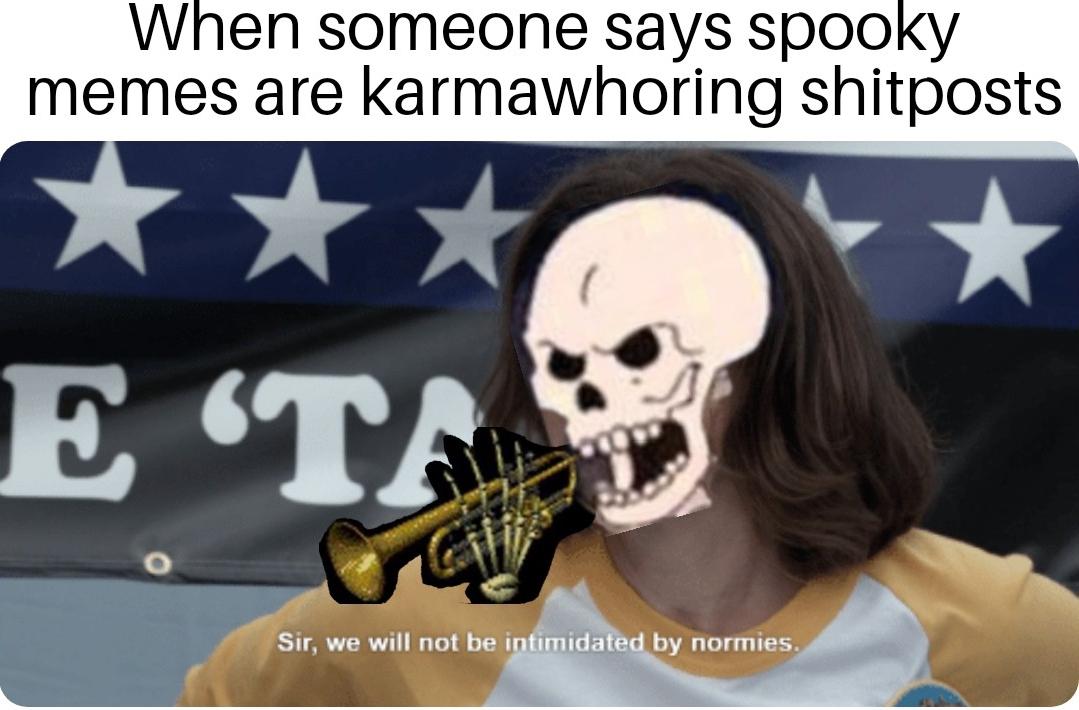 When someone says spooky
memes are karmawhoring shitposts
E ‘TA
Sir, we will not be intimidated by normies.